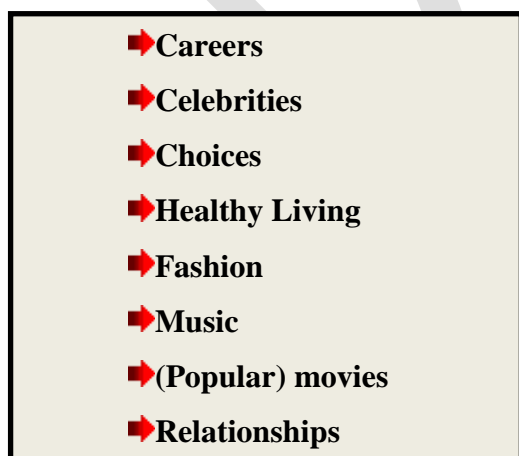 Careers
Celebrities
Choices
Healthy Living
Fashion
Music
(Popular) movies
Relationships